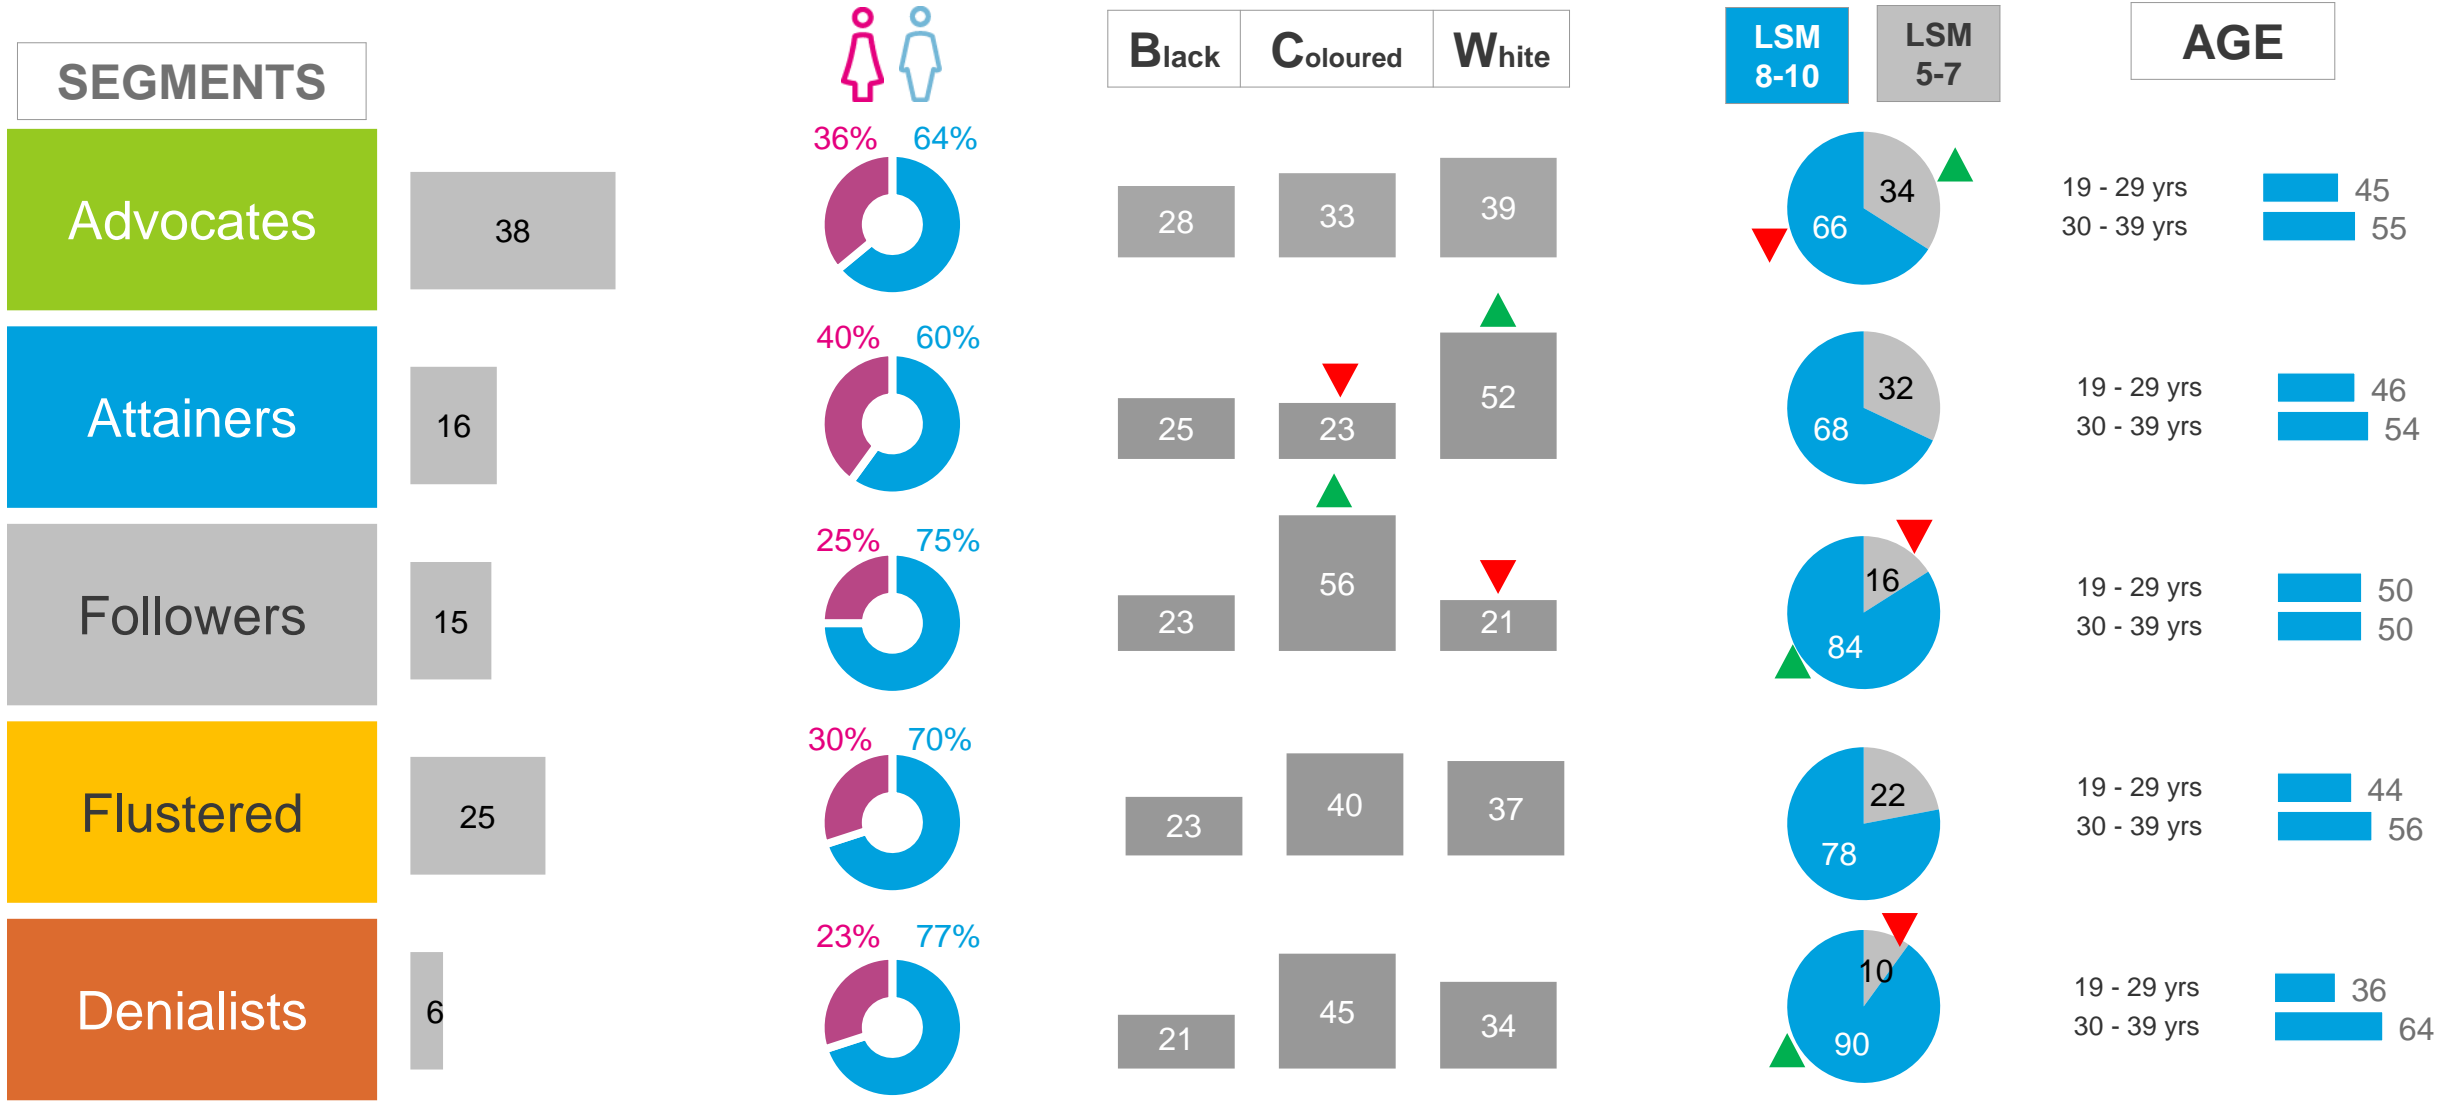 SEGMENTS
Black Coloured White
LSM 8-10
LSM 5-7
AGE
Advocates
38
36% 64%
28 33 39
34
66
19 - 29 yrs 45
30 - 39 yrs 55
Attainers
16
40% 60%
25 23 52
32
68
19 - 29 yrs 46
30 - 39 yrs 54
Followers
15
25% 75%
23 56 21
16
84
19 - 29 yrs 50
30 - 39 yrs 50
Flustered
25
30% 70%
23 40 37
22
78
19 - 29 yrs 44
30 - 39 yrs 56
Denialists
6
23% 77%
21 45 34
10
90
19 - 29 yrs 36
30 - 39 yrs 64